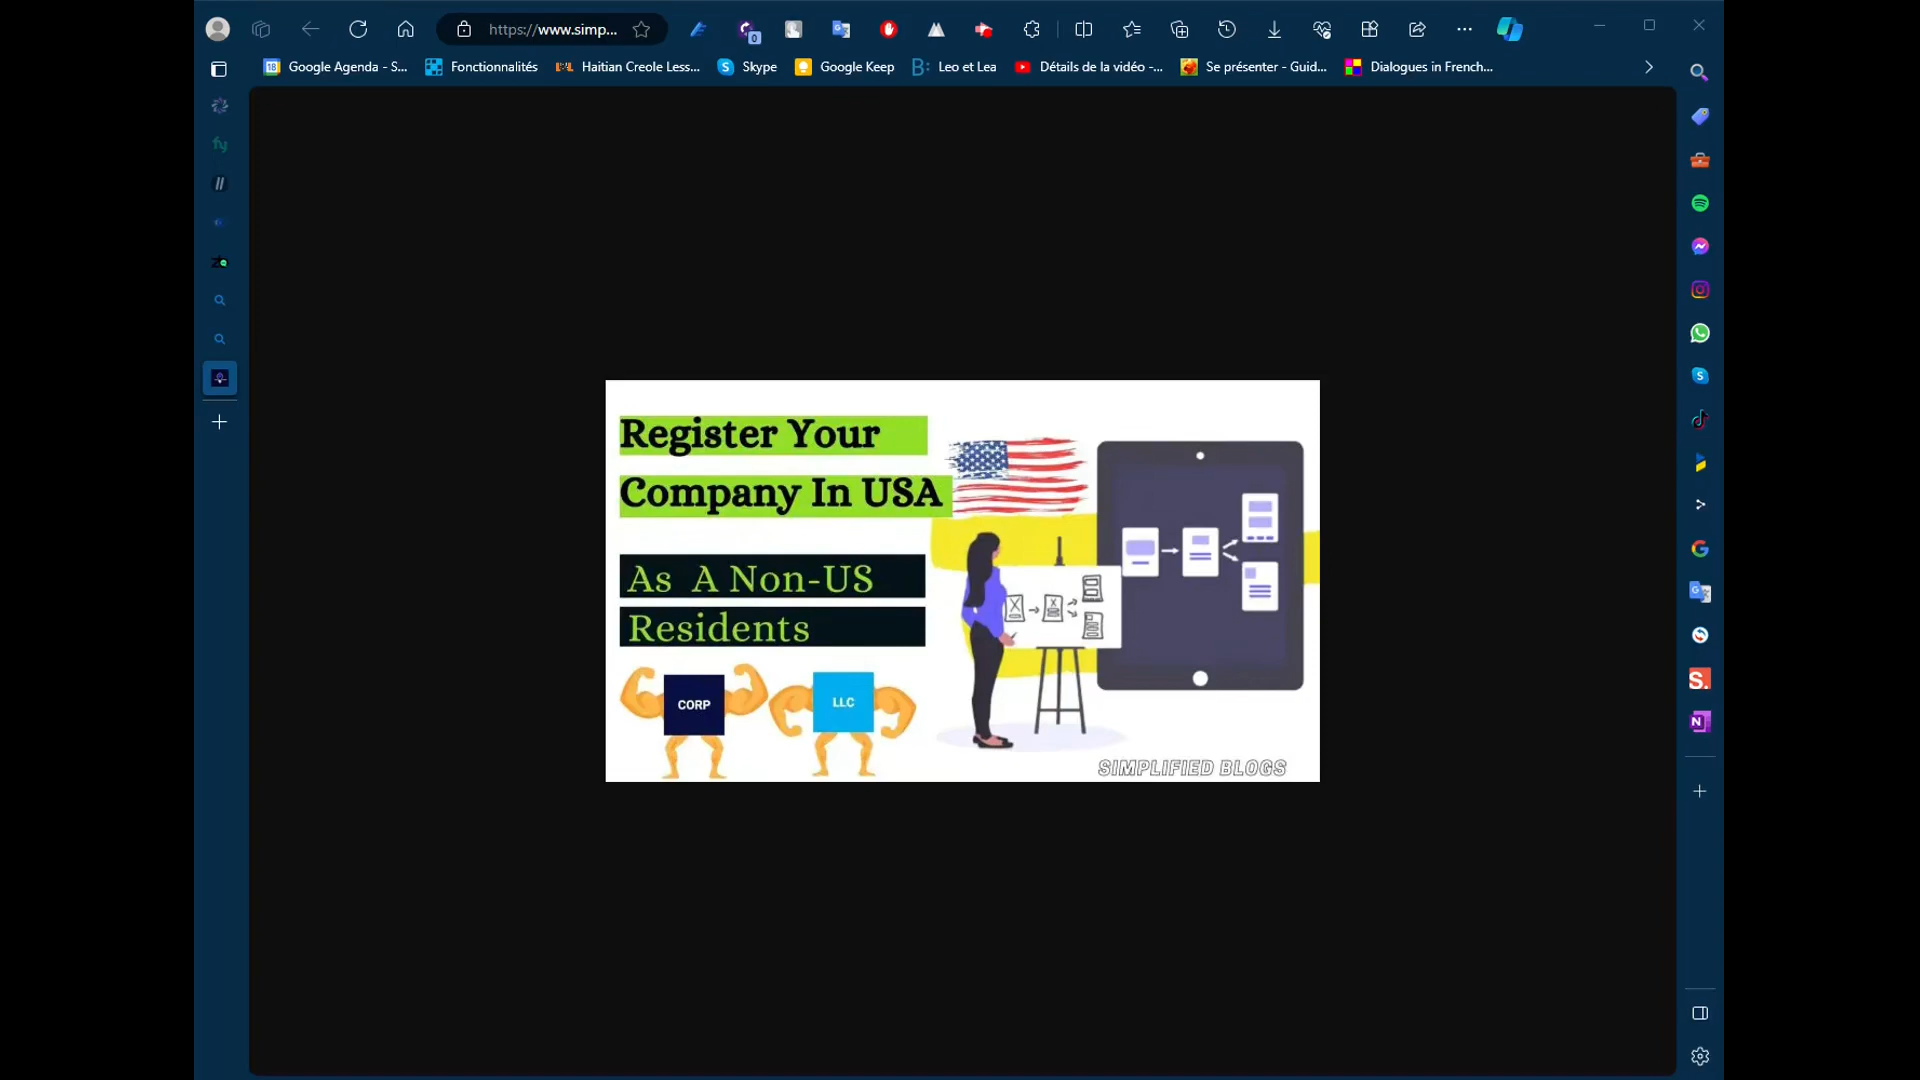 https://www.simp...
0
18 Google Agenda - S... Fonctionnalités Haitian Creole Less... Skype Google Keep B: Leo et Lea Détails de la vidéo -... Se présenter - Guid... Dialogues in French...
Register Your
Company In USA
As A Non-US
Residents
CORP
LLC
SIMPLIFIED BLOGS